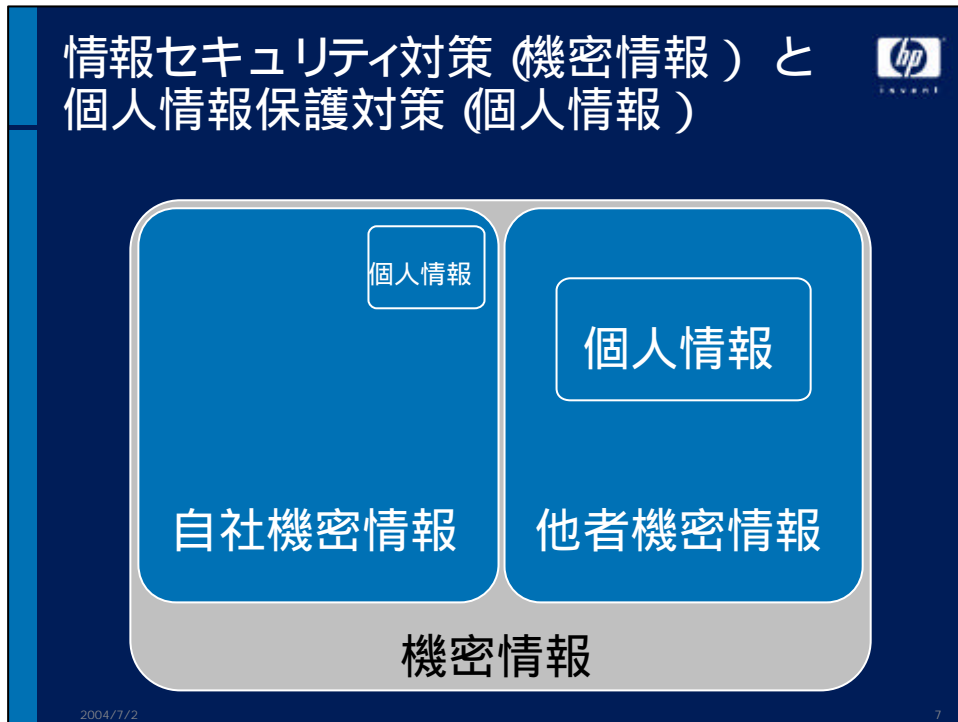 情報セキュリティ対策(機密情報）と
個人情報保護対策(個人情報）
hp
invent
個人情報
個人情報
自社機密情報
他者機密情報
機密情報
2004/7/2
7